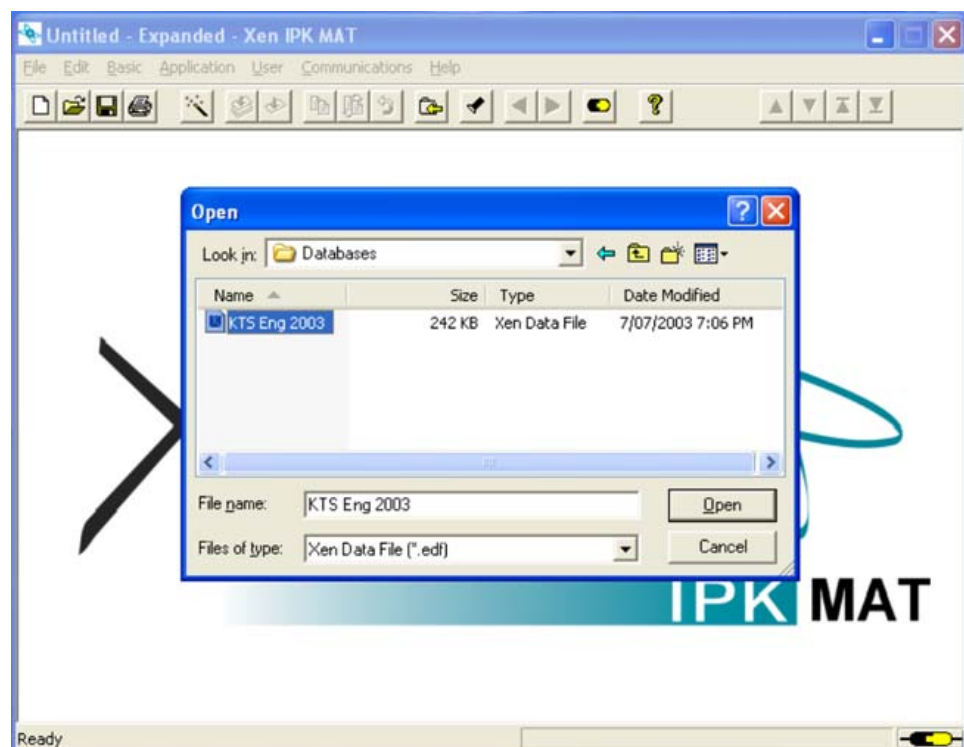 Untitled - Expanded - Xen IPK MAT
File Edit Basic Application User Communications Help
Open
Look in: Databases
Name Size Type Date Modified
KTS Eng 2003 242 KB Xen Data File 7/07/2003 7:06 PM
File name: KTS Eng 2003 Open
Files of type: Xen Data File (*.edf) Cancel
IPK MAT
Ready